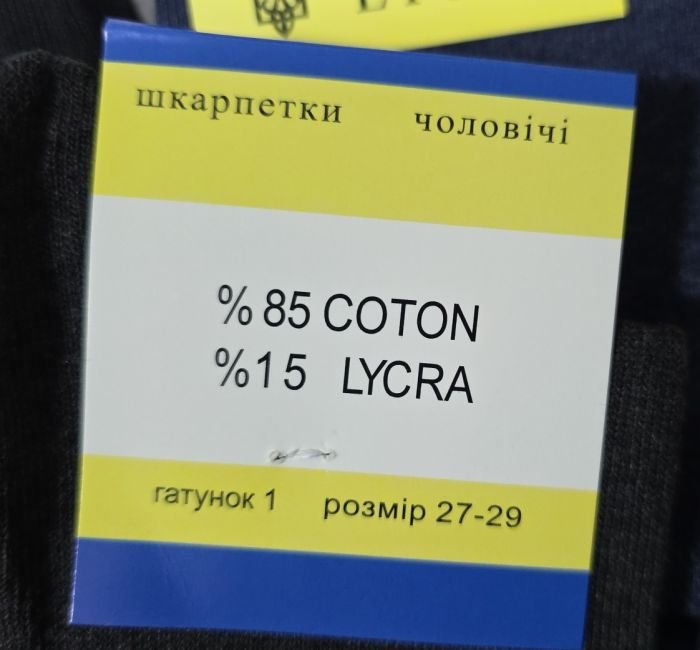 шкарпетки чоловічі
% 85 COTON
%15 LYCRA
гатунок 1 розмір 27-29